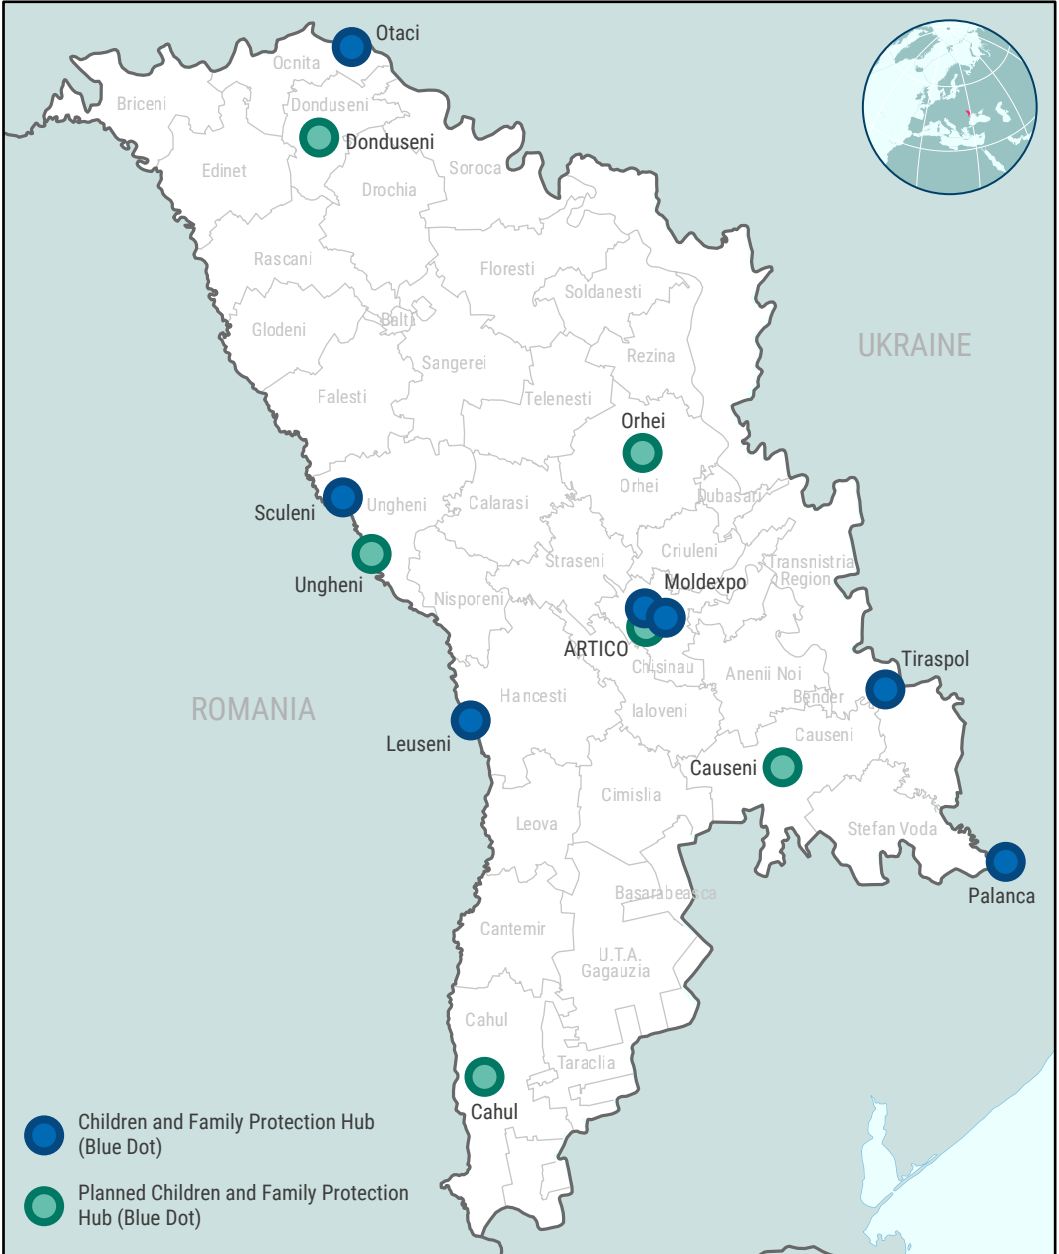 Otaci
Ocnita
Briceni
Donduseni
Donduseni
Soroca
Edinet
Drochia
Rascani
Floresti
Soldanesti
Glodeni
Balti
UKRAINE
Sangerei
Rezina
Falesti
Telenesti
Orhei
Orhei
Dubasari
Sculeni
Ungheni
Calarasi
Criuleni
Straseni
Transnistria
Region
Ungheni
Moldexpo
Nisporeni
ARTICO
Chisinau
Tiraspol
Anenii Noi
Bender
ROMANIA
Hancesti
Ialoveni
Causeni
Leuseni
Causeni
Cimislia
Leova
Stefan Voda
Basarabeasca
Palanca
Cantemir
U.T.A.
Gagauzia
Cahul
Taraclia
Cahul
Children and Family Protection Hub
(Blue Dot)
Planned Children and Family Protection
Hub (Blue Dot)